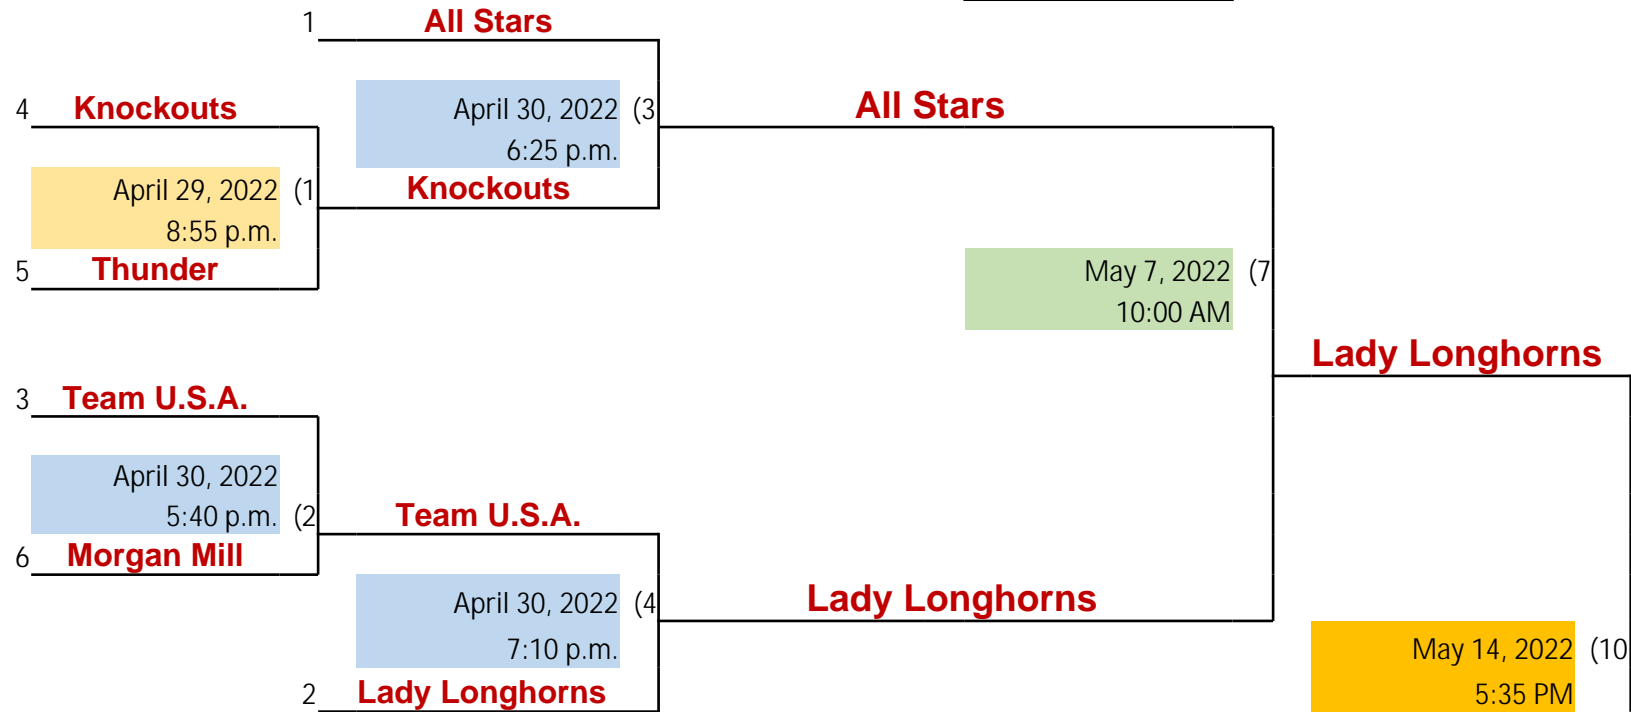 1 All Stars
4 Knockouts
April 30, 2022 (3
6:25 p.m.
All Stars
April 29, 2022 (1
8:55 p.m.
Knockouts
5 Thunder
May 7, 2022 (7
10:00 AM
Lady Longhorns
3 Team U.S.A.
April 30, 2022
5:40 p.m. (2
Team U.S.A.
6 Morgan Mill
April 30, 2022 (4
7:10 p.m.
Lady Longhorns
2 Lady Longhorns
May 14, 2022 (10
5:35 PM